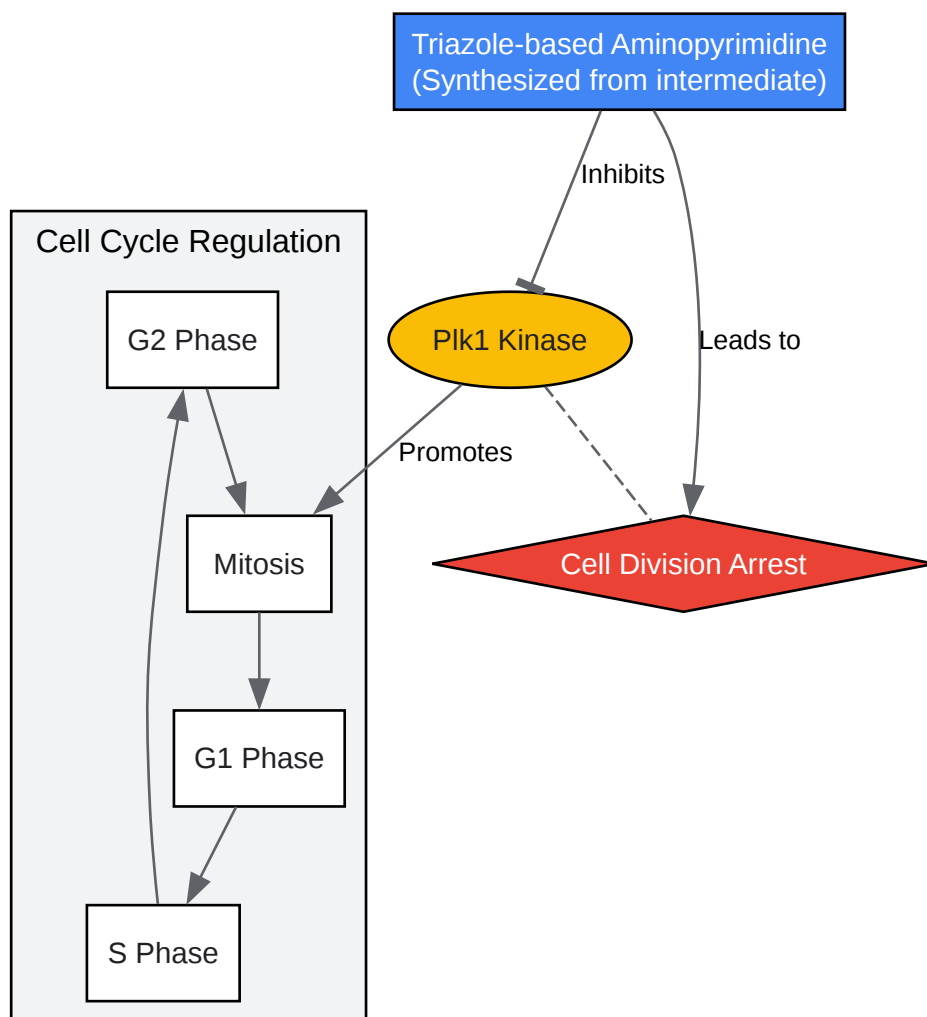 Triazole-based Aminopyrimidine
(Synthesized from intermediate)
Inhibits
Cell Cycle Regulation
G2 Phase
Plk1 Kinase
Leads to
Promotes
Mitosis
Cell Division Arrest
G1 Phase
S Phase